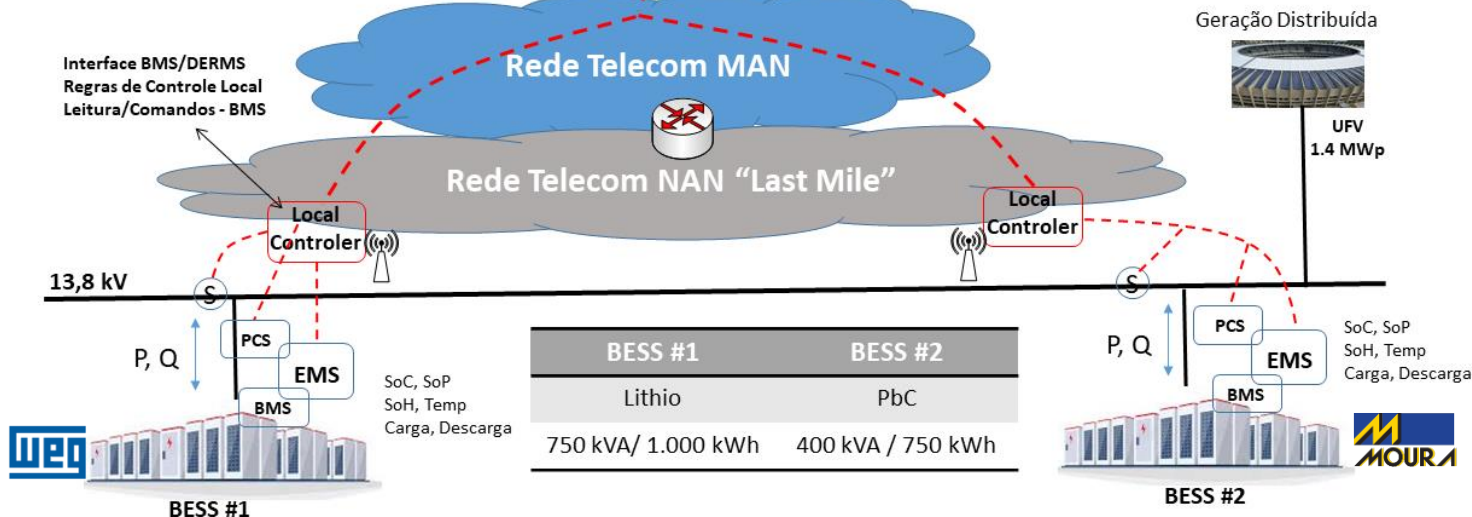 Geração Distribuída
Rede Telecom MAN
Interface BMS/DERMS
Regras de Controle Local
Leitura/Comandos - BMS
UFV
1.4 MWp
Rede Telecom NAN “Last Mile”
Local
Controler
Local
Controler
13,8 kV
S
S
P, Q
PCS
EMS
BMS
SoC, SoP
SoH, Temp
Carga, Descarga
BESS #1 BESS #2
Lithio PbC
750 kVA/ 1.000 kWh 400 kVA / 750 kWh
P, Q
PCS
EMS
BMS
SoC, SoP
SoH, Temp
Carga, Descarga
weg
BESS #1
BESS #2
MOURA